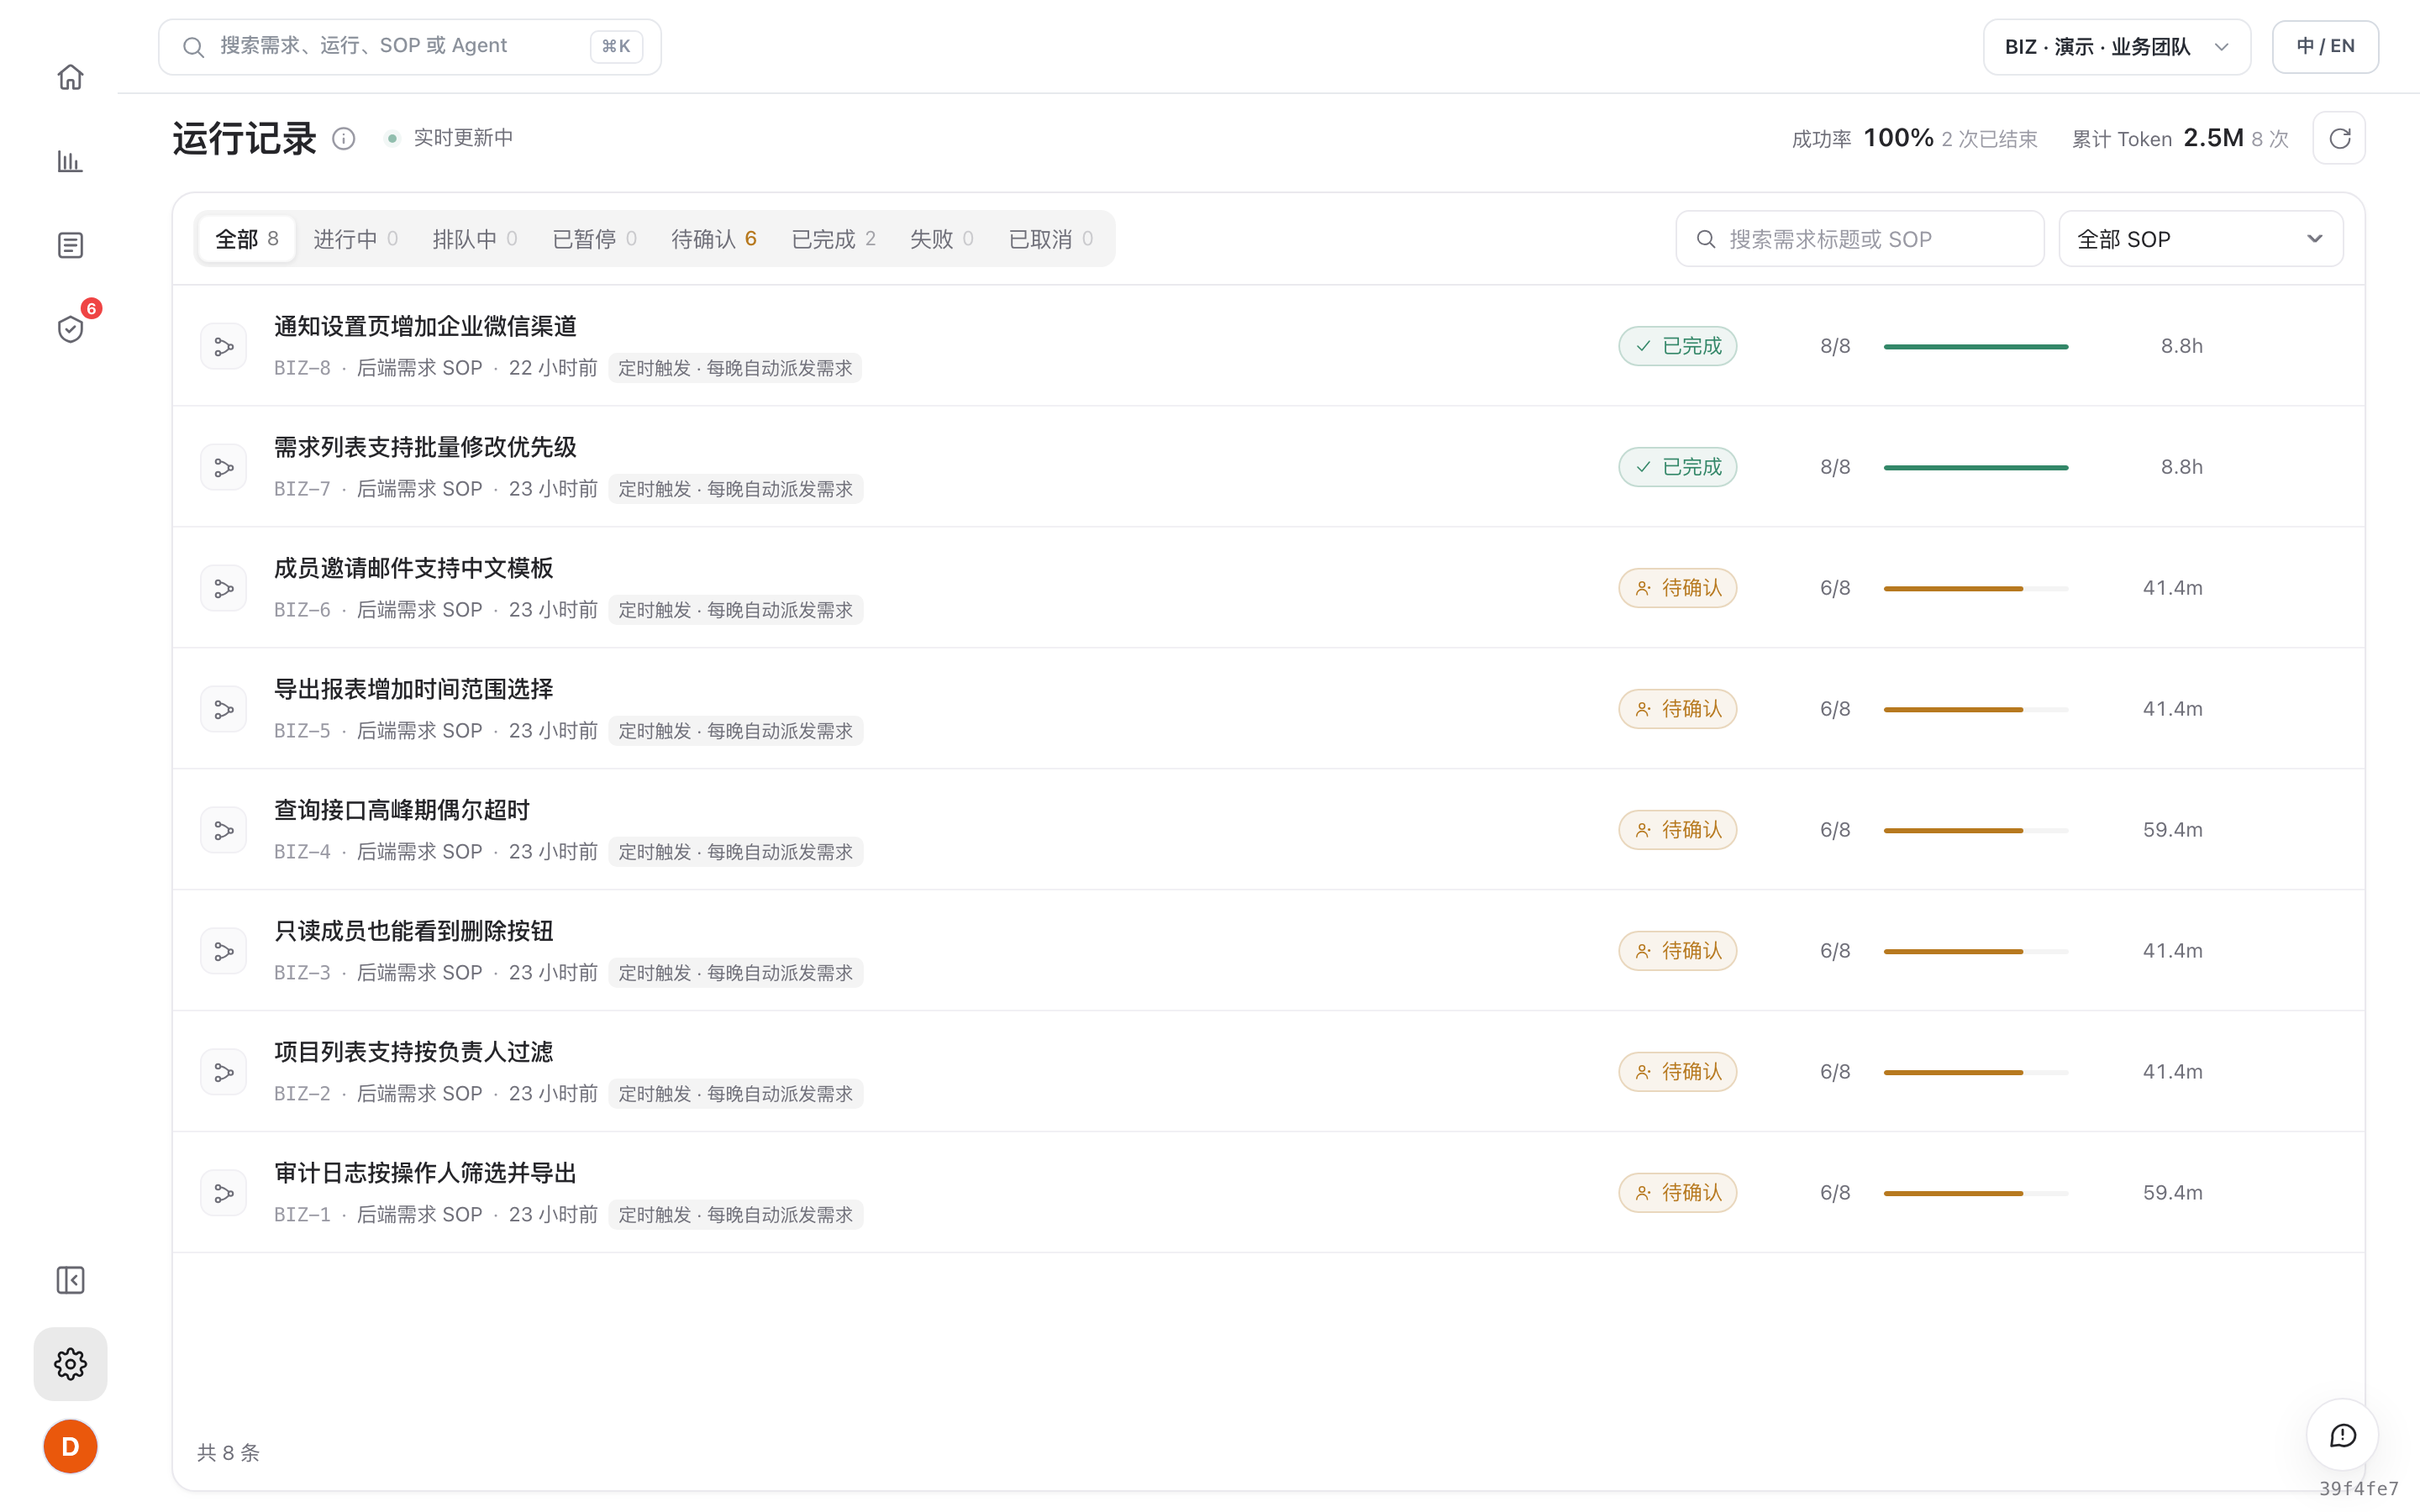 搜索需求、运行、SOP 或 Agent ⌘K BIZ · 演示 · 业务团队 中 / EN
运行记录 实时更新中 成功率 100% 2 次已结束 累计 Token 2.5M 8 次
6
全部 8 进行中 0 排队中 0 已暂停 0 待确认 6 已完成 2 失败 0 已取消 0 搜索需求标题或 SOP 全部 SOP
通知设置页增加企业微信渠道
BIZ-8 · 后端需求 SOP · 22 小时前 定时触发 · 每晚自动派发需求 已完成 8/8 8.8h
需求列表支持批量修改优先级
BIZ-7 · 后端需求 SOP · 23 小时前 定时触发 · 每晚自动派发需求 已完成 8/8 8.8h
成员邀请邮件支持中文模板
BIZ-6 · 后端需求 SOP · 23 小时前 定时触发 · 每晚自动派发需求 待确认 6/8 41.4m
导出报表增加时间范围选择
BIZ-5 · 后端需求 SOP · 23 小时前 定时触发 · 每晚自动派发需求 待确认 6/8 41.4m
查询接口高峰期偶尔超时
BIZ-4 · 后端需求 SOP · 23 小时前 定时触发 · 每晚自动派发需求 待确认 6/8 59.4m
只读成员也能看到删除按钮
BIZ-3 · 后端需求 SOP · 23 小时前 定时触发 · 每晚自动派发需求 待确认 6/8 41.4m
项目列表支持按负责人过滤
BIZ-2 · 后端需求 SOP · 23 小时前 定时触发 · 每晚自动派发需求 待确认 6/8 41.4m
审计日志按操作人筛选并导出
BIZ-1 · 后端需求 SOP · 23 小时前 定时触发 · 每晚自动派发需求 待确认 6/8 59.4m
D
共 8 条
39f4fe7